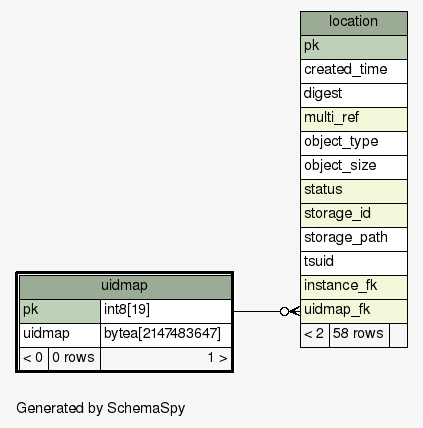 location
pk
created_time
digest
multi_ref
object_type
object_size
status
storage_id
storage_path
tsuid
instance_fk
uidmap_fk
< 2 58 rows
uidmap
pk int8[19]
uidmap bytea[2147483647]
< 0 0 rows 1 >
Generated by SchemaSpy